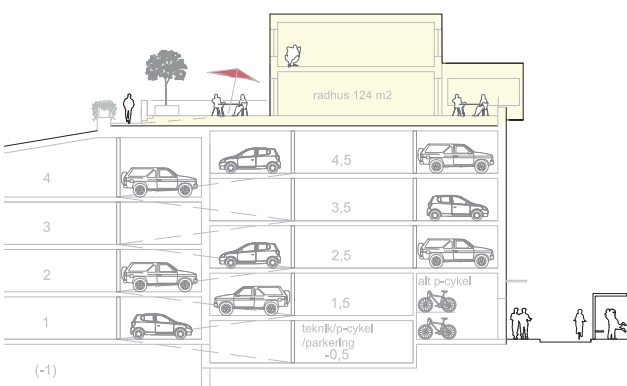 radhus 124 m2
4,5
4
3,5
3
2,5
2
alt p-cykel
1,5
1
teknik/p-cykel
/parkering
-0,5
(-1)